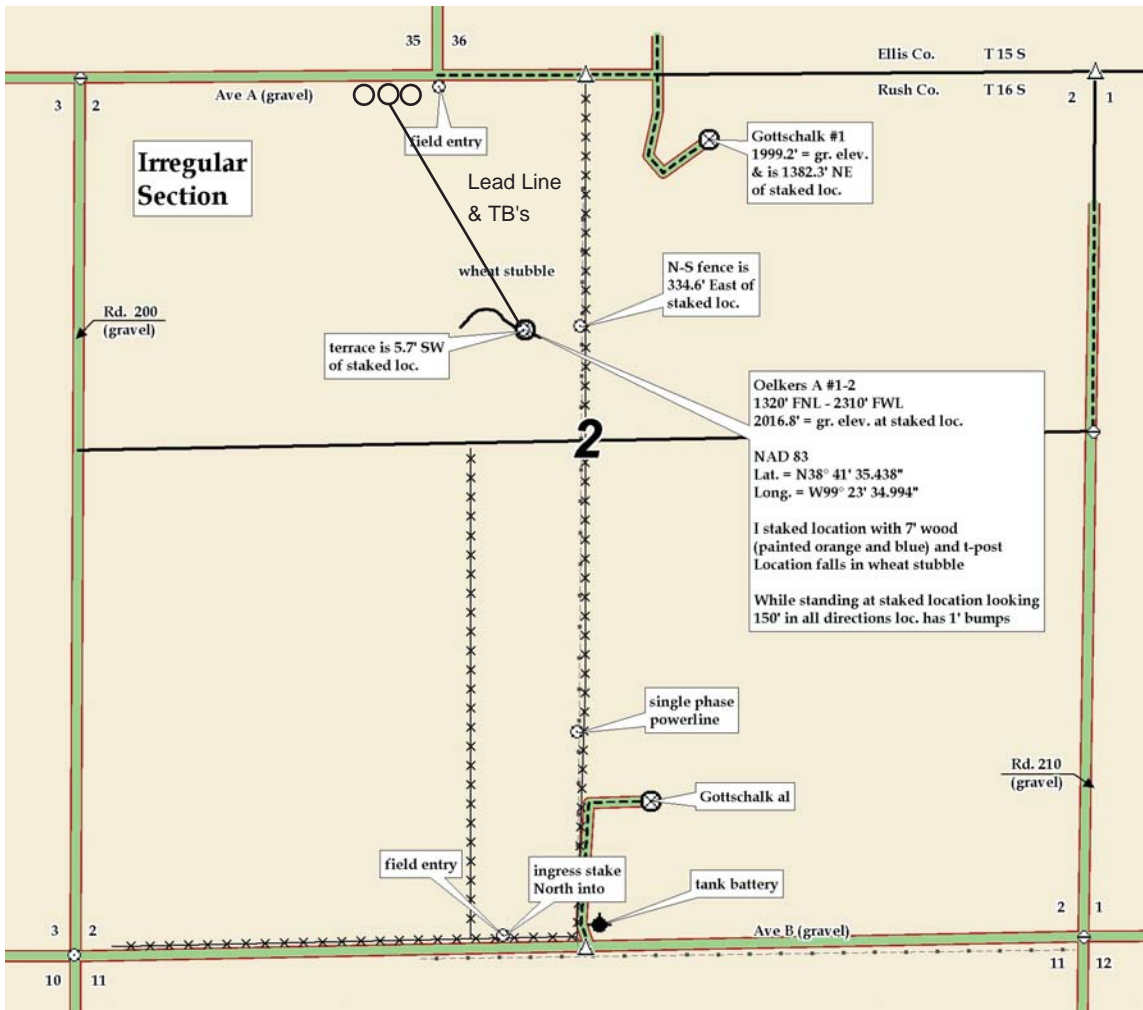 35 36
Ellis Co. T 15 S
Rush Co. T 16 S
3 2
Ave A (gravel)
2 1
field entry
Irregular
Section
Gottschalk #1
1999.2' = gr. elev.
& is 1382.3' NE
of staked loc.
Lead Line
& TB's
wheat stubble
N-S fence is
334.6' East of
staked loc.
Rd. 200
(gravel)
terrace is 5.7' SW
of staked loc.
Oelkers A #1-2
1320' FNL - 2310' FWL
2016.8' = gr. elev. at staked loc.
NAD 83
Lat. = N38° 41' 35.438"
Long. = W99° 23' 34.994"
I staked location with 7' wood
(painted orange and blue) and t-post
Location falls in wheat stubble
While standing at staked location looking
150' in all directions loc. has 1' bumps
2
single phase
powerline
Rd. 210
(gravel)
Gottschalk al
field entry
ingress stake
North into
tank battery
3 2
Ave B (gravel)
2 1
10 11
11 12